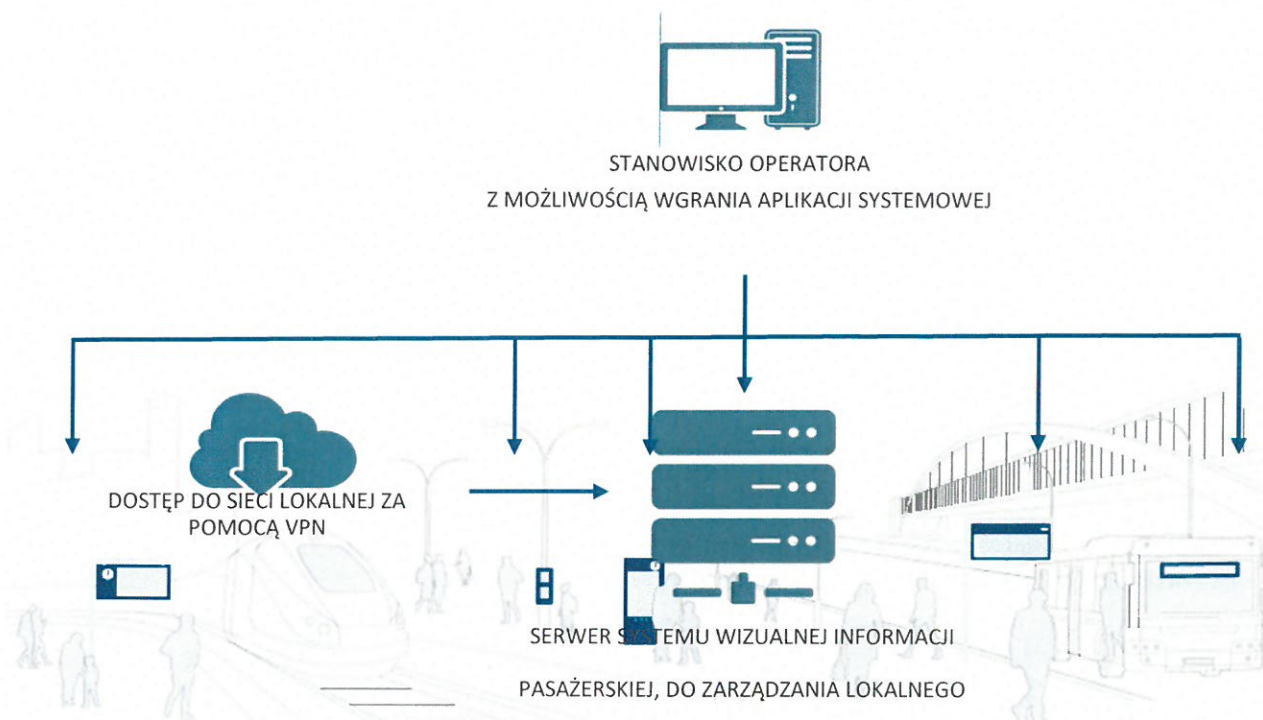 STANOWISKO OPERATORA
Z MOŻLIWOŚCIĄ WGRANIA APLIKACJI SYSTEMOWEJ
DOSTĘP DO SIECI LOKALNEJ ZA
POMOCĄ VPN
SERWER SYSTEMU WIZUALNEJ INFORMACJI
PASAŻERSKIEJ, DO ZARZĄDZANIA LOKALNEGO